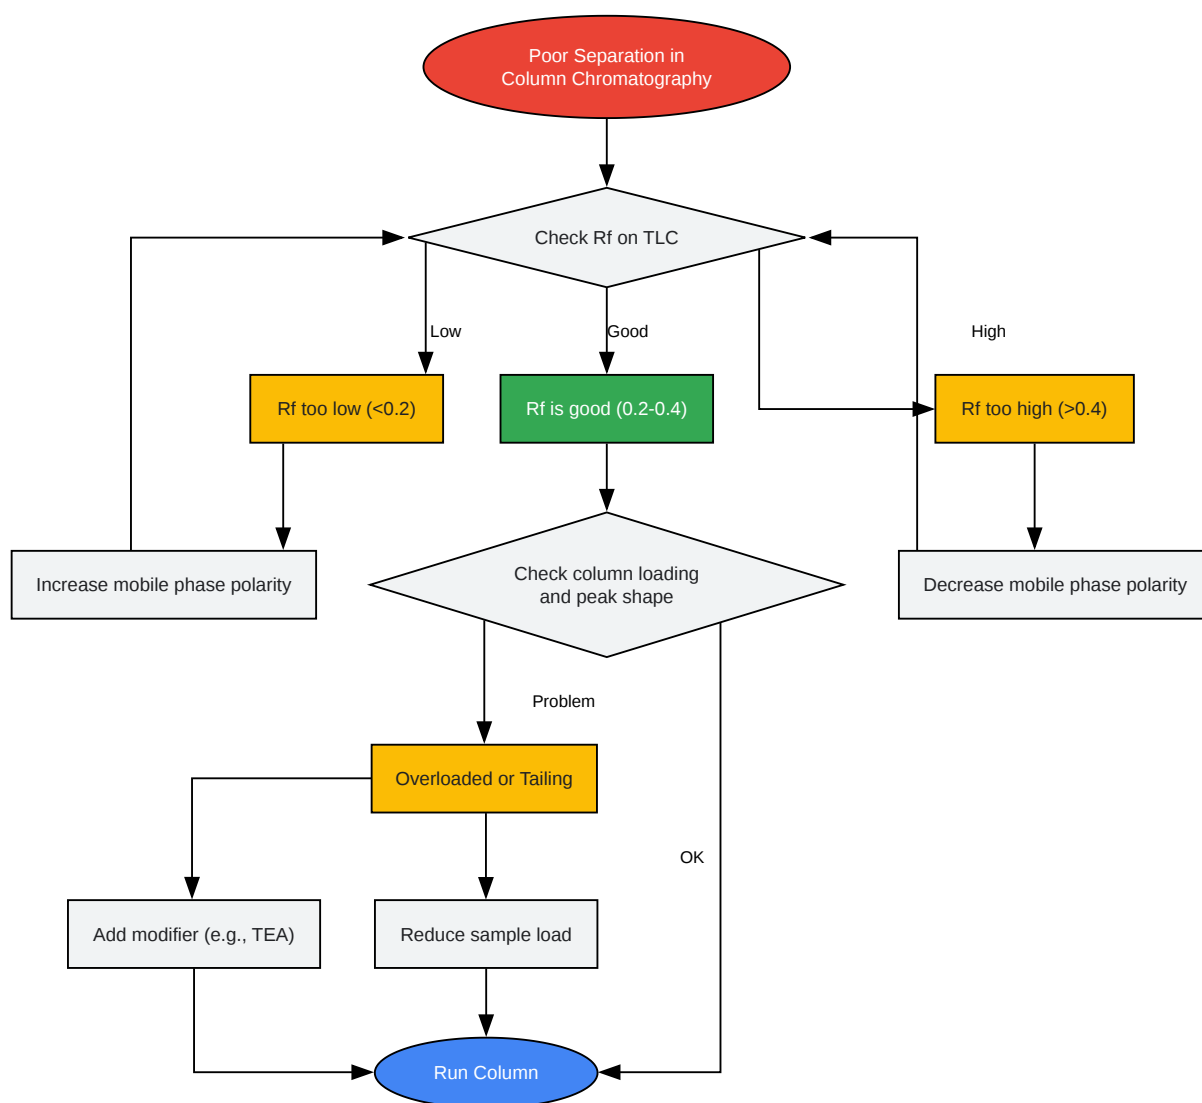 Poor Separation in
Column Chromatography
Check Rf on TLC
Low
Good
High
Rf too low (<0.2)
Rf is good (0.2-0.4)
Rf too high (>0.4)
Increase mobile phase polarity
Check column loading
and peak shape
Decrease mobile phase polarity
Problem
Overloaded or Tailing
OK
Add modifier (e.g., TEA)
Reduce sample load
Run Column